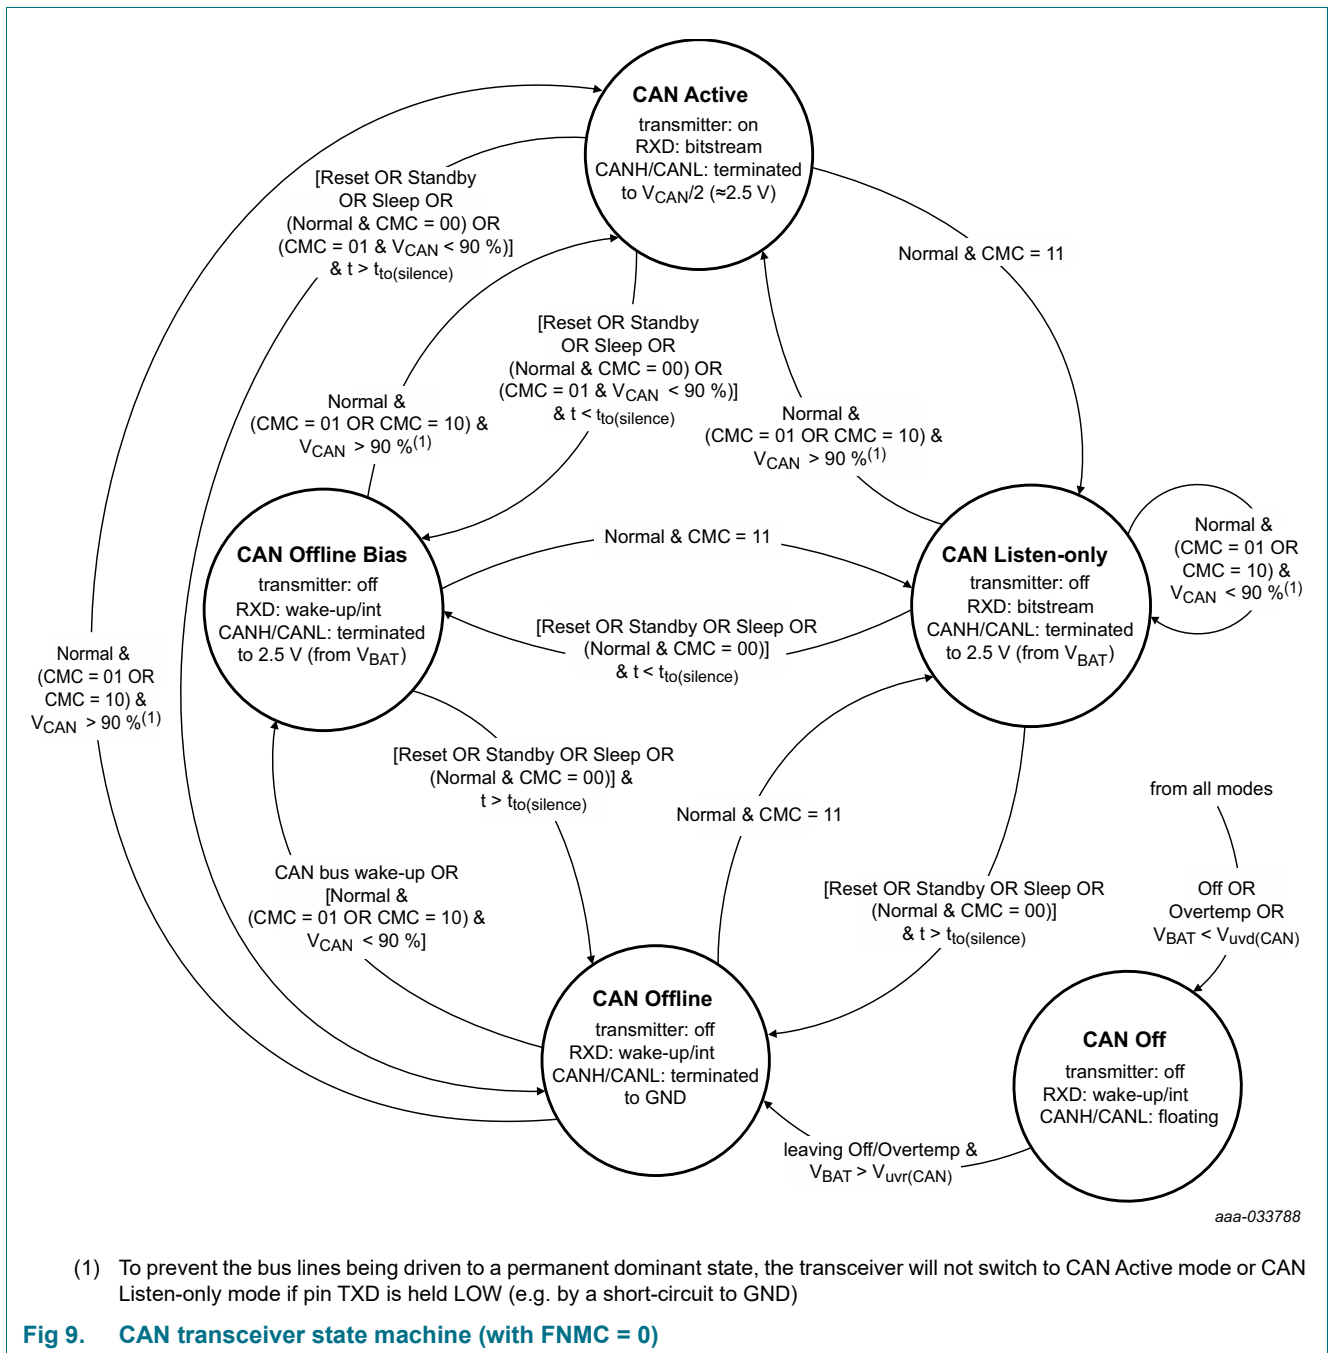 CAN Active
transmitter: on
RXD: bitstream
CANH/CANL: terminated
to VCAN/2 (≈2.5 V)
[Reset OR Standby
OR Sleep OR
(Normal & CMC = 00) OR
(CMC = 01 & VCAN < 90 %)]
& t > tto(silence)
Normal & CMC = 11
[Reset OR Standby
OR Sleep OR
(Normal & CMC = 00) OR
(CMC = 01 & VCAN < 90 %)]
& t < tto(silence)
Normal &
(CMC = 01 OR CMC = 10) &
VCAN > 90 %(1)
Normal &
(CMC = 01 OR CMC = 10) &
VCAN > 90 %(1)
CAN Offline Bias
transmitter: off
RXD: wake-up/int
CANH/CANL: terminated
to 2.5 V (from VBAT)
Normal & CMC = 11
[Reset OR Standby OR Sleep OR
(Normal & CMC = 00)]
& t < tto(silence)
CAN Listen-only
transmitter: off
RXD: bitstream
CANH/CANL: terminated
to 2.5 V (from VBAT)
Normal &
(CMC = 01 OR
CMC = 10) &
VCAN < 90 %(1)
Normal &
(CMC = 01 OR
CMC = 10) &
VCAN > 90 %(1)
[Reset OR Standby OR Sleep OR
(Normal & CMC = 00)] &
t > tto(silence)
Normal & CMC = 11
from all modes
CAN bus wake-up OR
[Normal &
(CMC = 01 OR CMC = 10) &
VCAN < 90 %]
[Reset OR Standby OR Sleep OR
(Normal & CMC = 00)]
& t > tto(silence)
Off OR
Overtemp OR
VBAT < Vuvd(CAN)
CAN Offline
transmitter: off
RXD: wake-up/int
CANH/CANL: terminated
to GND
CAN Off
transmitter: off
RXD: wake-up/int
CANH/CANL: floating
leaving Off/Overtemp &
VBAT > Vuvr(CAN)
aaa-033788
(1) To prevent the bus lines being driven to a permanent dominant state, the transceiver will not switch to CAN Active mode or CAN
Listen-only mode if pin TXD is held LOW (e.g. by a short-circuit to GND)
Fig 9. CAN transceiver state machine (with FNMC = 0)